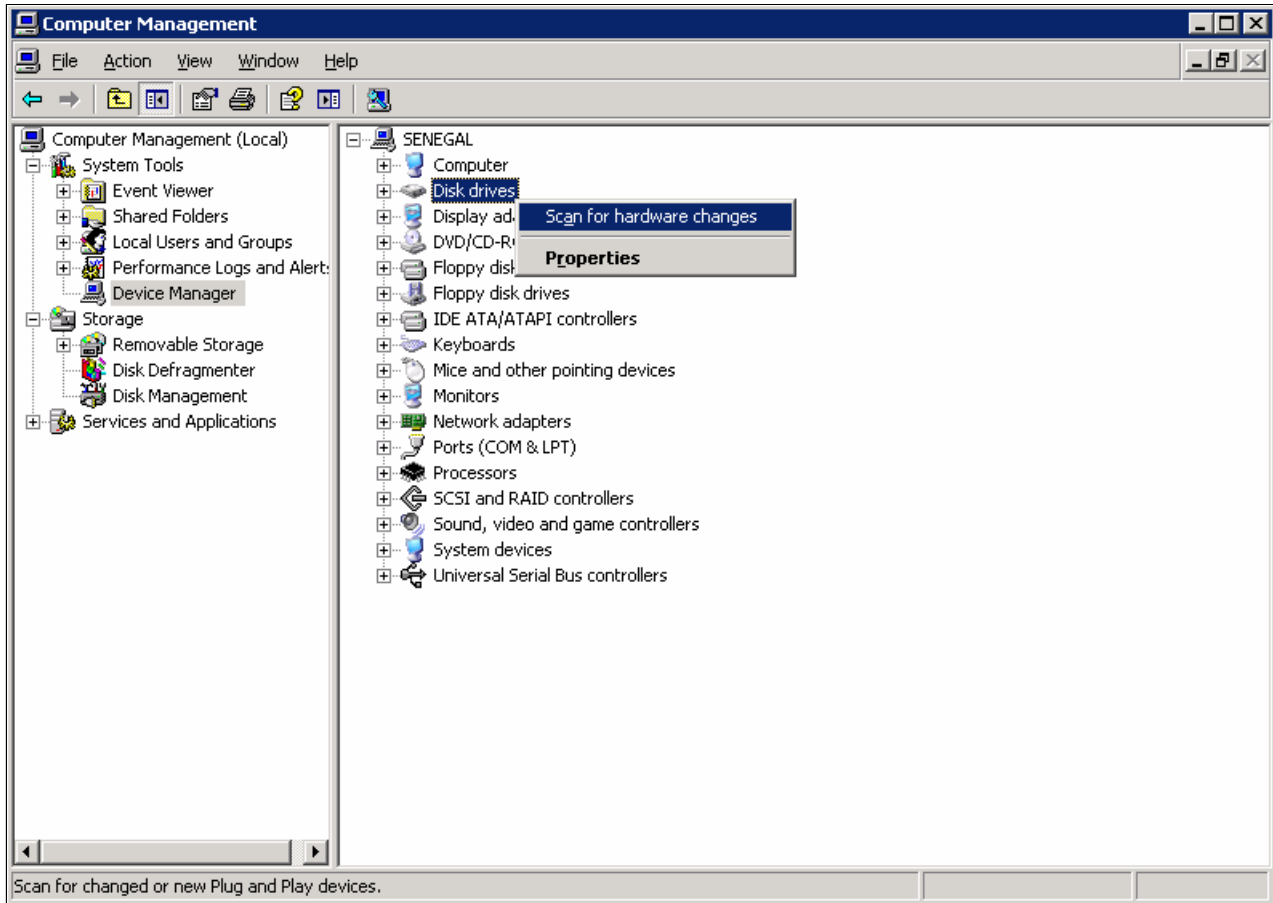 Computer Management
File Action View Window Help
Computer Management (Local)
System Tools
Event Viewer
Shared Folders
Local Users and Groups
Performance Logs and Alert
Device Manager
Storage
Removable Storage
Disk Defragmenter
Disk Management
Services and Applications
SENEGAL
Computer
Disk drives
Display ad
DVD/CD-R
Floppy disk
Floppy disk drives
IDE ATA/ATAPI controllers
Keyboards
Mice and other pointing devices
Monitors
Network adapters
Ports (COM & LPT)
Processors
SCSI and RAID controllers
Sound, video and game controllers
System devices
Universal Serial Bus controllers
Scan for hardware changes
Properties
Scan for changed or new Plug and Play devices.